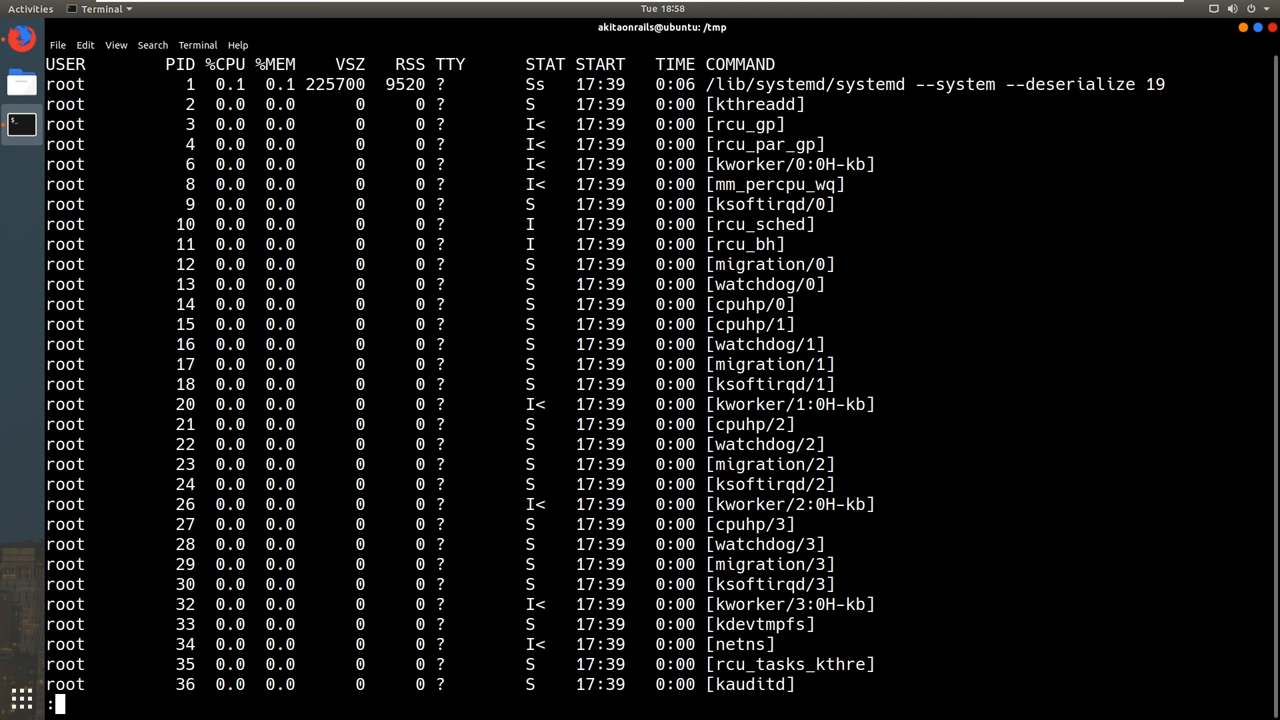 Activities Terminal Tue 18:58
akitaonrails@ubuntu: /tmp
File Edit View Search Terminal Help
USER PID %CPU %MEM VSZ RSS TTY STAT START TIME COMMAND
root 1 0.1 0.1 225700 9520 ? Ss 17:39 0:06 /lib/systemd/systemd --system --deserialize 19
root 2 0.0 0.0 0 0 ? S 17:39 0:00 [kthreadd]
root 3 0.0 0.0 0 0 ? I< 17:39 0:00 [rcu_gp]
root 4 0.0 0.0 0 0 ? I< 17:39 0:00 [rcu_par_gp]
root 6 0.0 0.0 0 0 ? I< 17:39 0:00 [kworker/0:0H-kb]
root 8 0.0 0.0 0 0 ? I< 17:39 0:00 [mm_percpu_wq]
root 9 0.0 0.0 0 0 ? S 17:39 0:00 [ksoftirqd/0]
root 10 0.0 0.0 0 0 ? I 17:39 0:00 [rcu_sched]
root 11 0.0 0.0 0 0 ? I 17:39 0:00 [rcu_bh]
root 12 0.0 0.0 0 0 ? S 17:39 0:00 [migration/0]
root 13 0.0 0.0 0 0 ? S 17:39 0:00 [watchdog/0]
root 14 0.0 0.0 0 0 ? S 17:39 0:00 [cpuhp/0]
root 15 0.0 0.0 0 0 ? S 17:39 0:00 [cpuhp/1]
root 16 0.0 0.0 0 0 ? S 17:39 0:00 [watchdog/1]
root 17 0.0 0.0 0 0 ? S 17:39 0:00 [migration/1]
root 18 0.0 0.0 0 0 ? S 17:39 0:00 [ksoftirqd/1]
root 20 0.0 0.0 0 0 ? I< 17:39 0:00 [kworker/1:0H-kb]
root 21 0.0 0.0 0 0 ? S 17:39 0:00 [cpuhp/2]
root 22 0.0 0.0 0 0 ? S 17:39 0:00 [watchdog/2]
root 23 0.0 0.0 0 0 ? S 17:39 0:00 [migration/2]
root 24 0.0 0.0 0 0 ? S 17:39 0:00 [ksoftirqd/2]
root 26 0.0 0.0 0 0 ? I< 17:39 0:00 [kworker/2:0H-kb]
root 27 0.0 0.0 0 0 ? S 17:39 0:00 [cpuhp/3]
root 28 0.0 0.0 0 0 ? S 17:39 0:00 [watchdog/3]
root 29 0.0 0.0 0 0 ? S 17:39 0:00 [migration/3]
root 30 0.0 0.0 0 0 ? S 17:39 0:00 [ksoftirqd/3]
root 32 0.0 0.0 0 0 ? I< 17:39 0:00 [kworker/3:0H-kb]
root 33 0.0 0.0 0 0 ? S 17:39 0:00 [kdevtmpfs]
root 34 0.0 0.0 0 0 ? I< 17:39 0:00 [netns]
root 35 0.0 0.0 0 0 ? S 17:39 0:00 [rcu_tasks_kthre]
root 36 0.0 0.0 0 0 ? S 17:39 0:00 [kauditd]
: